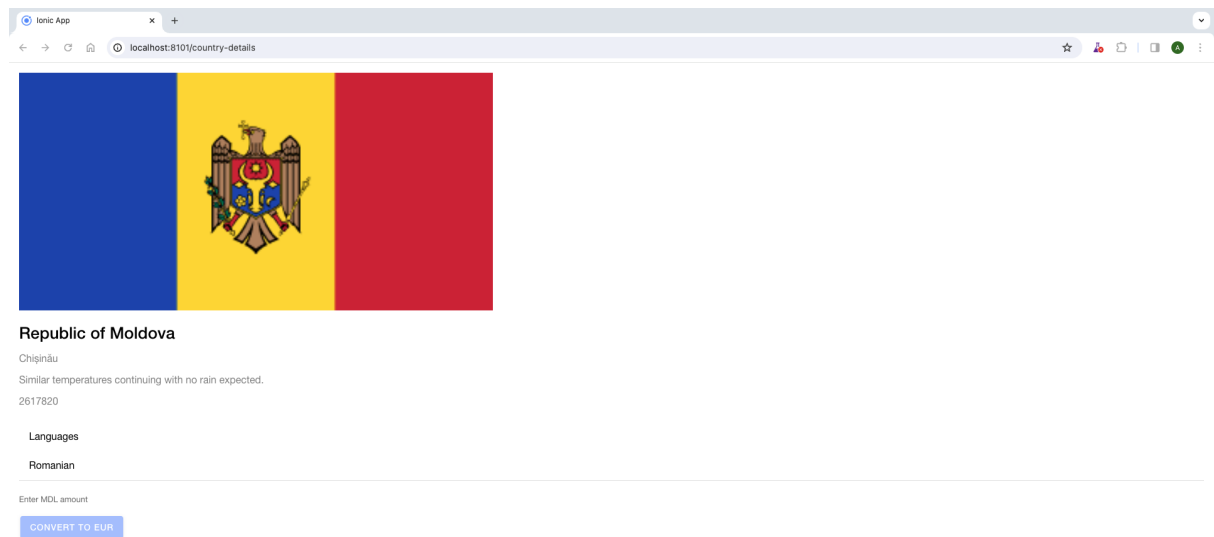 Ionic App
localhost:8101/country-details
A
Republic of Moldova
Chișinău
Similar temperatures continuing with no rain expected.
2617820
Languages
Romanian
Enter MDL amount
CONVERT TO EUR